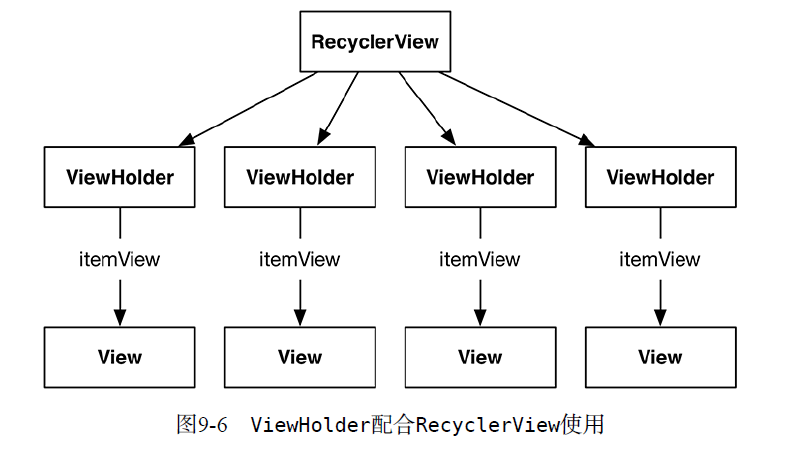 RecyclerView
ViewHolder ViewHolder ViewHolder ViewHolder
itemView itemView itemView itemView
View View View View
图9-6 ViewHolder配合RecyclerView使用